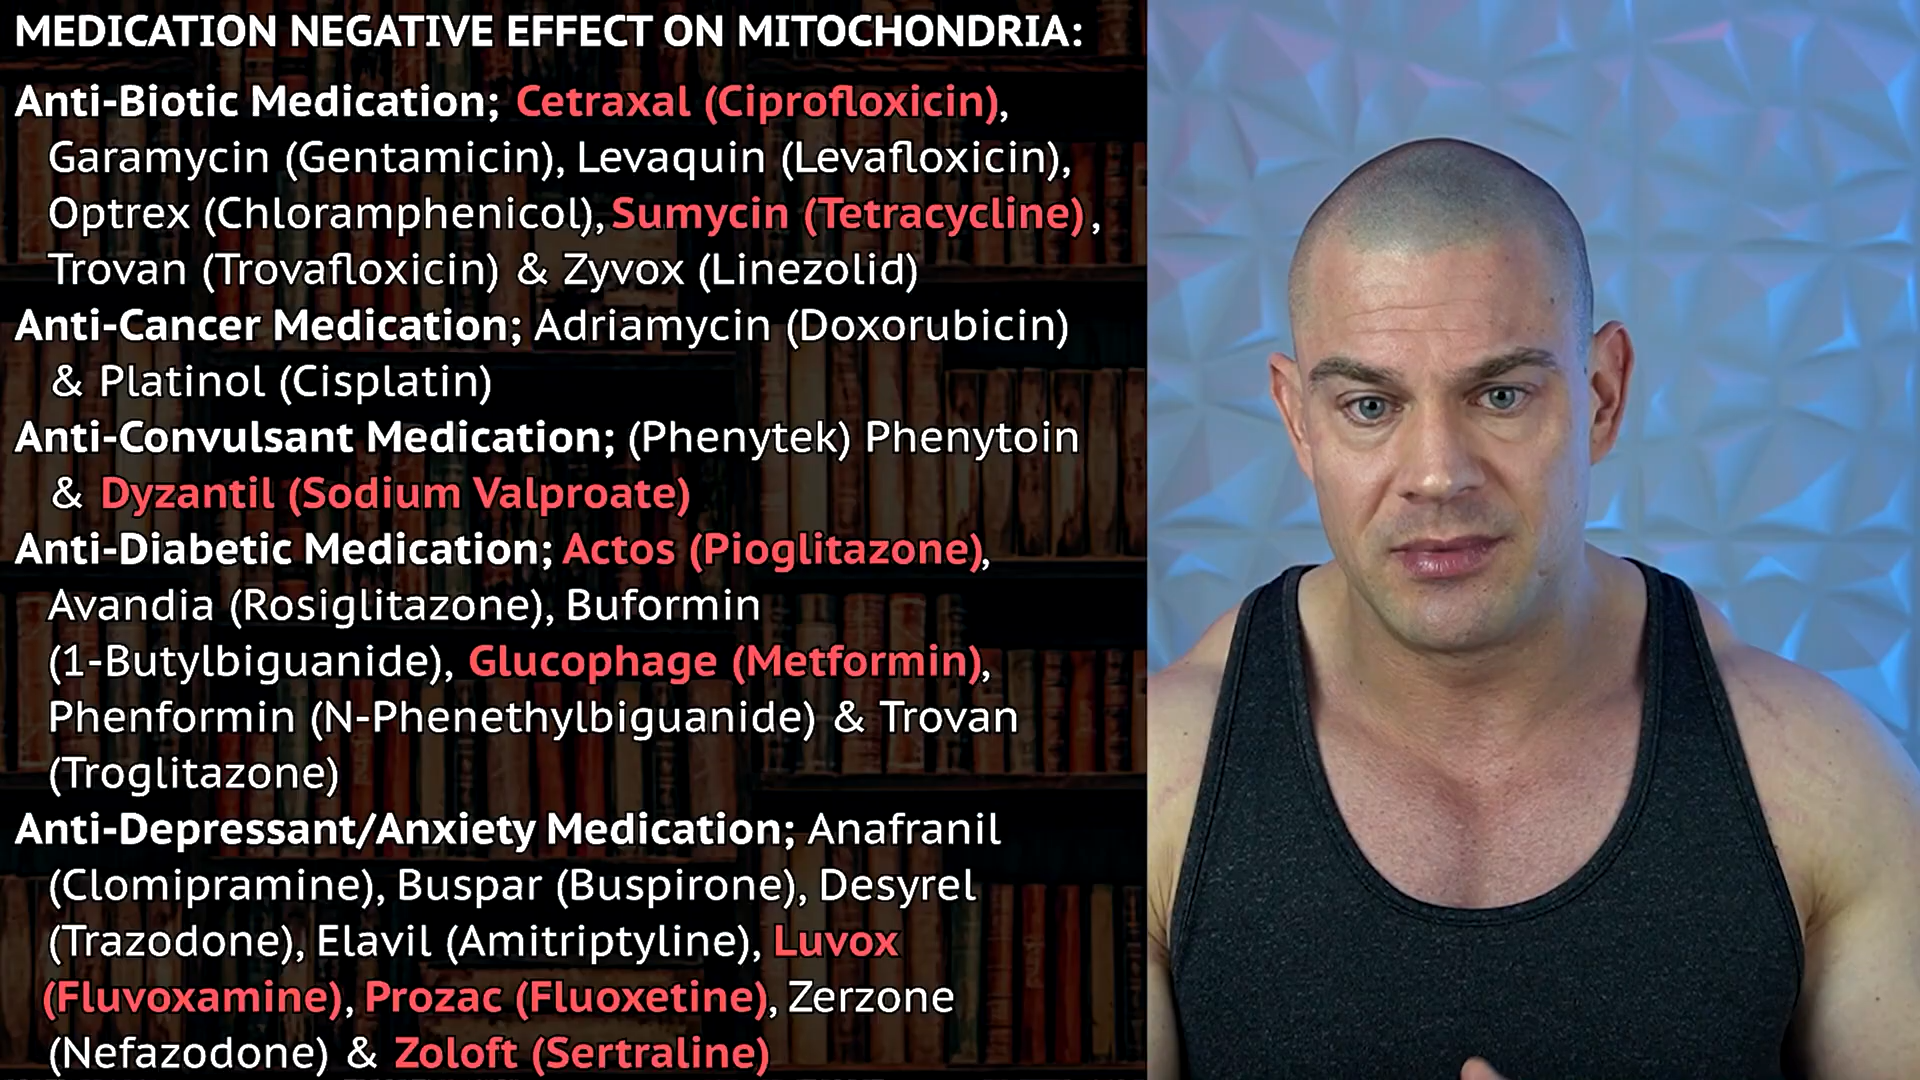 MEDICATION NEGATIVE EFFECT ON MITOCHONDRIA:
Anti-Biotic Medication; Cetraxal (Ciprofloxicin),
Garamycin (Gentamicin), Levaquin (Levafloxicin),
Optrex (Chloramphenicol), Sumycin (Tetracycline),
Trovan (Trovafloxicin) & Zyvox (Linezolid)
Anti-Cancer Medication; Adriamycin (Doxorubicin)
& Platinol (Cisplatin)
Anti-Convulsant Medication; (Phenytek) Phenytoin
& Dyzantil (Sodium Valproate)
Anti-Diabetic Medication; Actos (Pioglitazone),
Avandia (Rosiglitazone), Buformin
(1-Butylbiguanide), Glucophage (Metformin),
Phenformin (N-Phenethylbiguanide) & Trovan
(Troglitazone)
Anti-Depressant/Anxiety Medication; Anafranil
(Clomipramine), Buspar (Buspirone), Desyrel
(Trazodone), Elavil (Amitriptyline), Luvox
(Fluvoxamine), Prozac (Fluoxetine), Zerzone
(Nefazodone) & Zoloft (Sertraline)